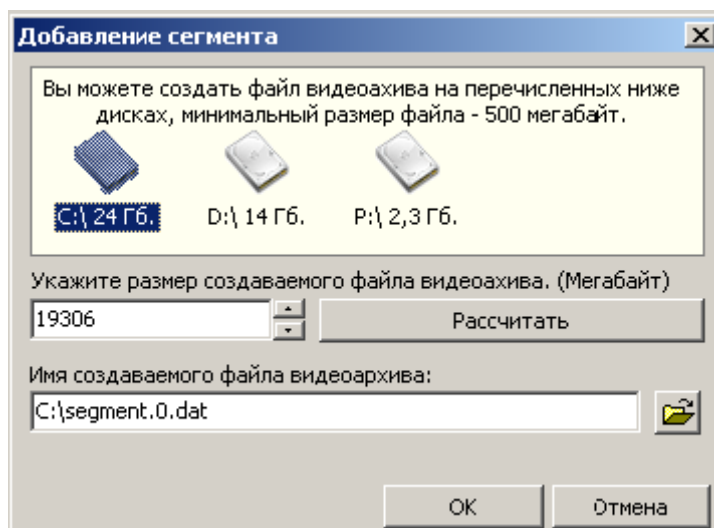 Добавление сегмента
Вы можете создать файл видеоахива на перечисленных ниже
дисках, минимальный размер файла - 500 мегабайт.
C:\ 24 Гб.
D:\ 14 Гб.
P:\ 2,3 Гб.
Укажите размер создаваемого файла видеоахива. (Мегабайт)
19306
Рассчитать
Имя создаваемого файла видеоархива:
C:\segment.0.dat
OK
Отмена